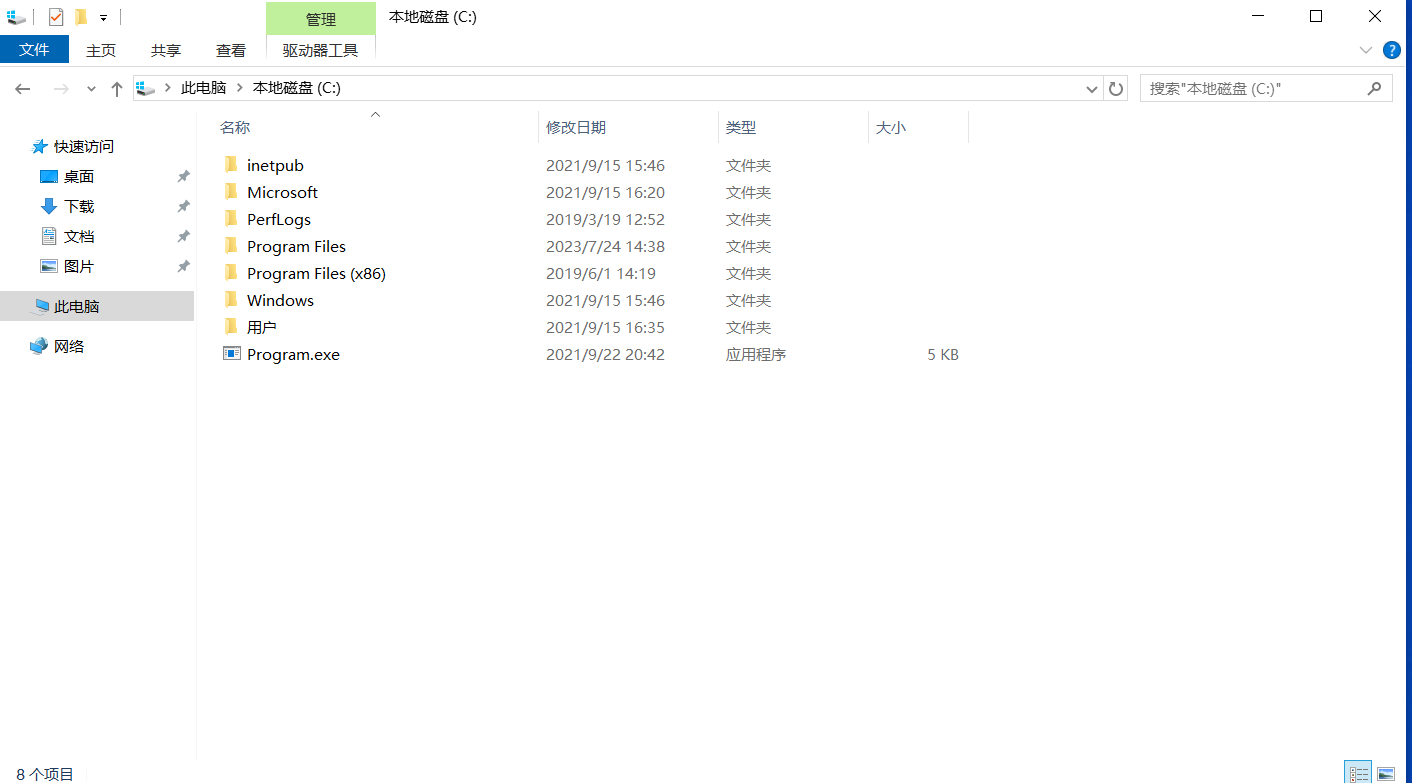 管理 本地磁盘 (C:)
文件 主页 共享 查看 驱动器工具
此电脑 本地磁盘 (C:) 搜索"本地磁盘 (C:)"
名称 修改日期 类型 大小
快速访问
桌面
下载
文档
图片
此电脑
网络
inetpub 2021/9/15 15:46 文件夹
Microsoft 2021/9/15 16:20 文件夹
PerfLogs 2019/3/19 12:52 文件夹
Program Files 2023/7/24 14:38 文件夹
Program Files (x86) 2019/6/1 14:19 文件夹
Windows 2021/9/15 15:46 文件夹
用户 2021/9/15 16:35 文件夹
Program.exe 2021/9/22 20:42 应用程序 5 KB
8 个项目